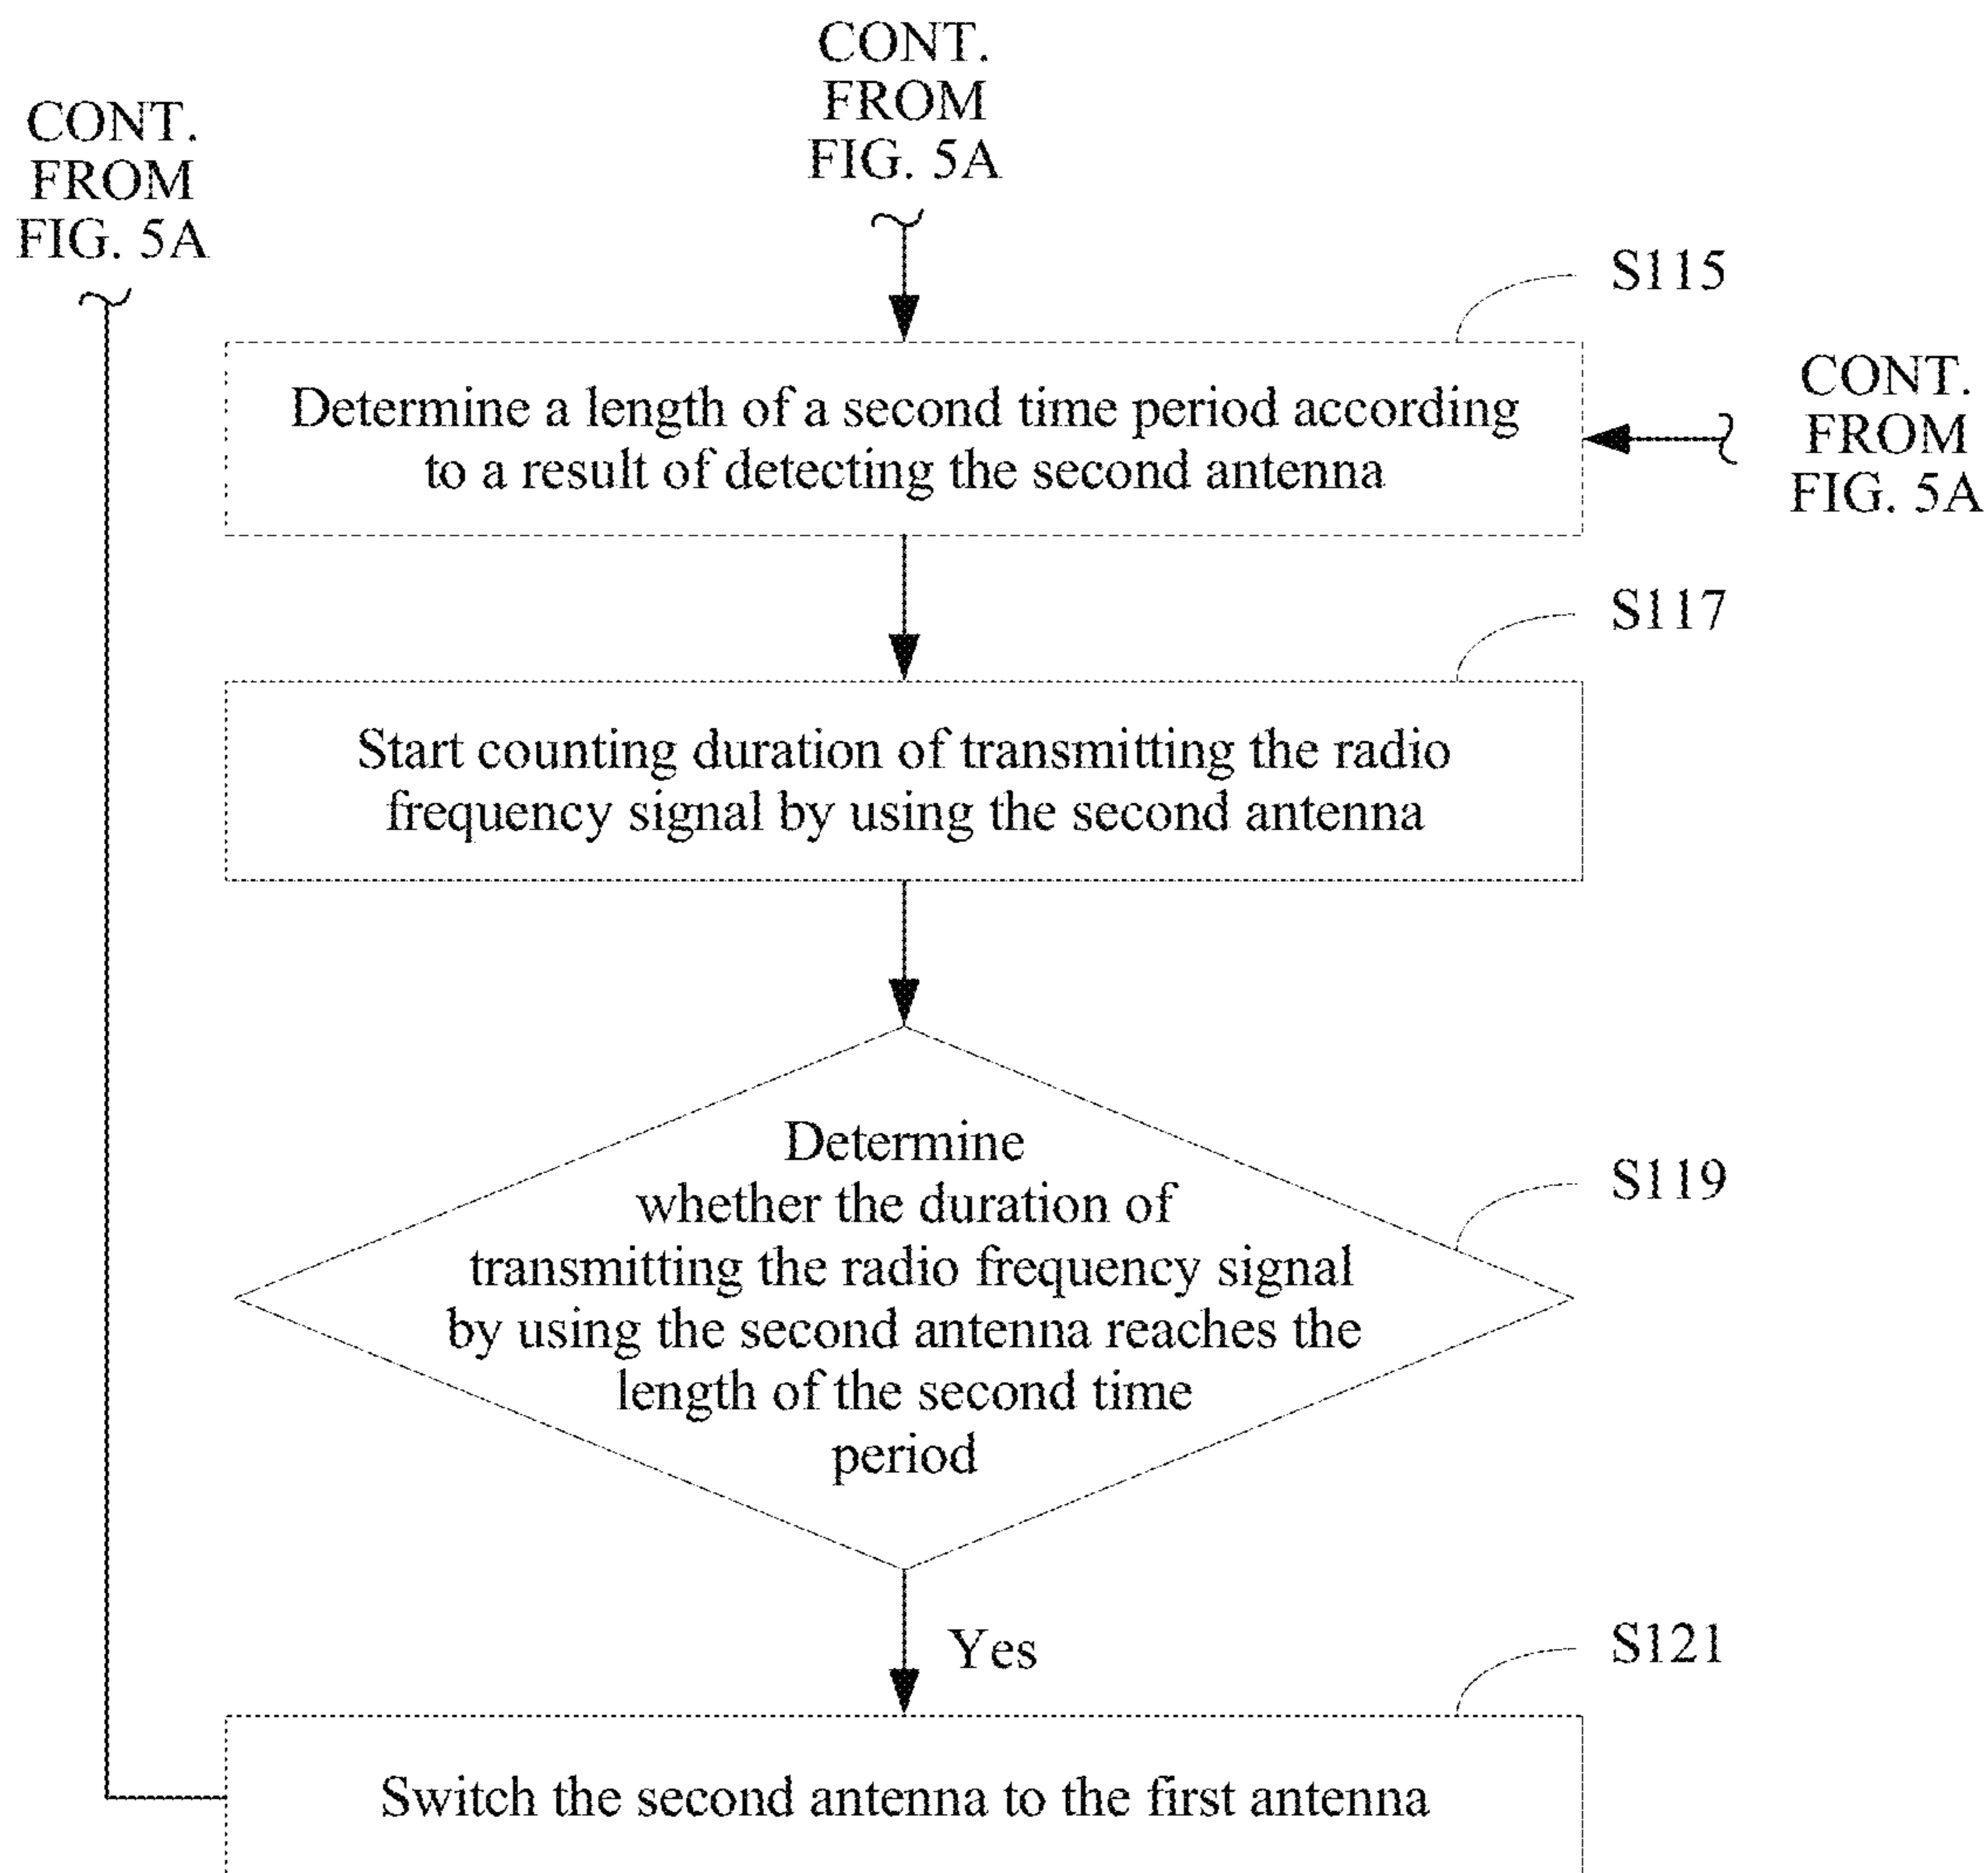 CONT.
FROM
FIG. 5A
CONT.
FROM
FIG. 5A
S115
Determine a length of a second time period according
to a result of detecting the second antenna
CONT.
FROM
FIG. 5A
S117
Start counting duration of transmitting the radio
frequency signal by using the second antenna
Determine
whether the duration of
transmitting the radio frequency signal
by using the second antenna reaches the
length of the second time
period
S119
Yes
S121
Switch the second antenna to the first antenna